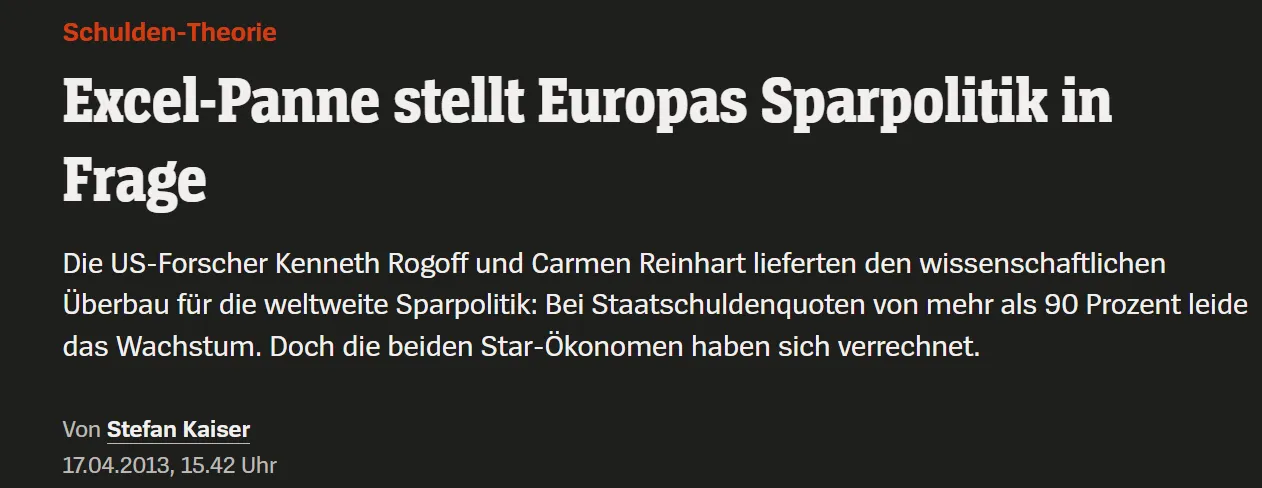 Schulden-Theorie
Excel-Panne stellt Europas Sparpolitik in
Frage
Die US-Forscher Kenneth Rogoff und Carmen Reinhart lieferten den wissenschaftlichen
Überbau für die weltweite Sparpolitik: Bei Staatschuldenquoten von mehr als 90 Prozent leide
das Wachstum. Doch die beiden Star-Ökonomen haben sich verrechnet.
Von Stefan Kaiser
17.04.2013, 15.42 Uhr